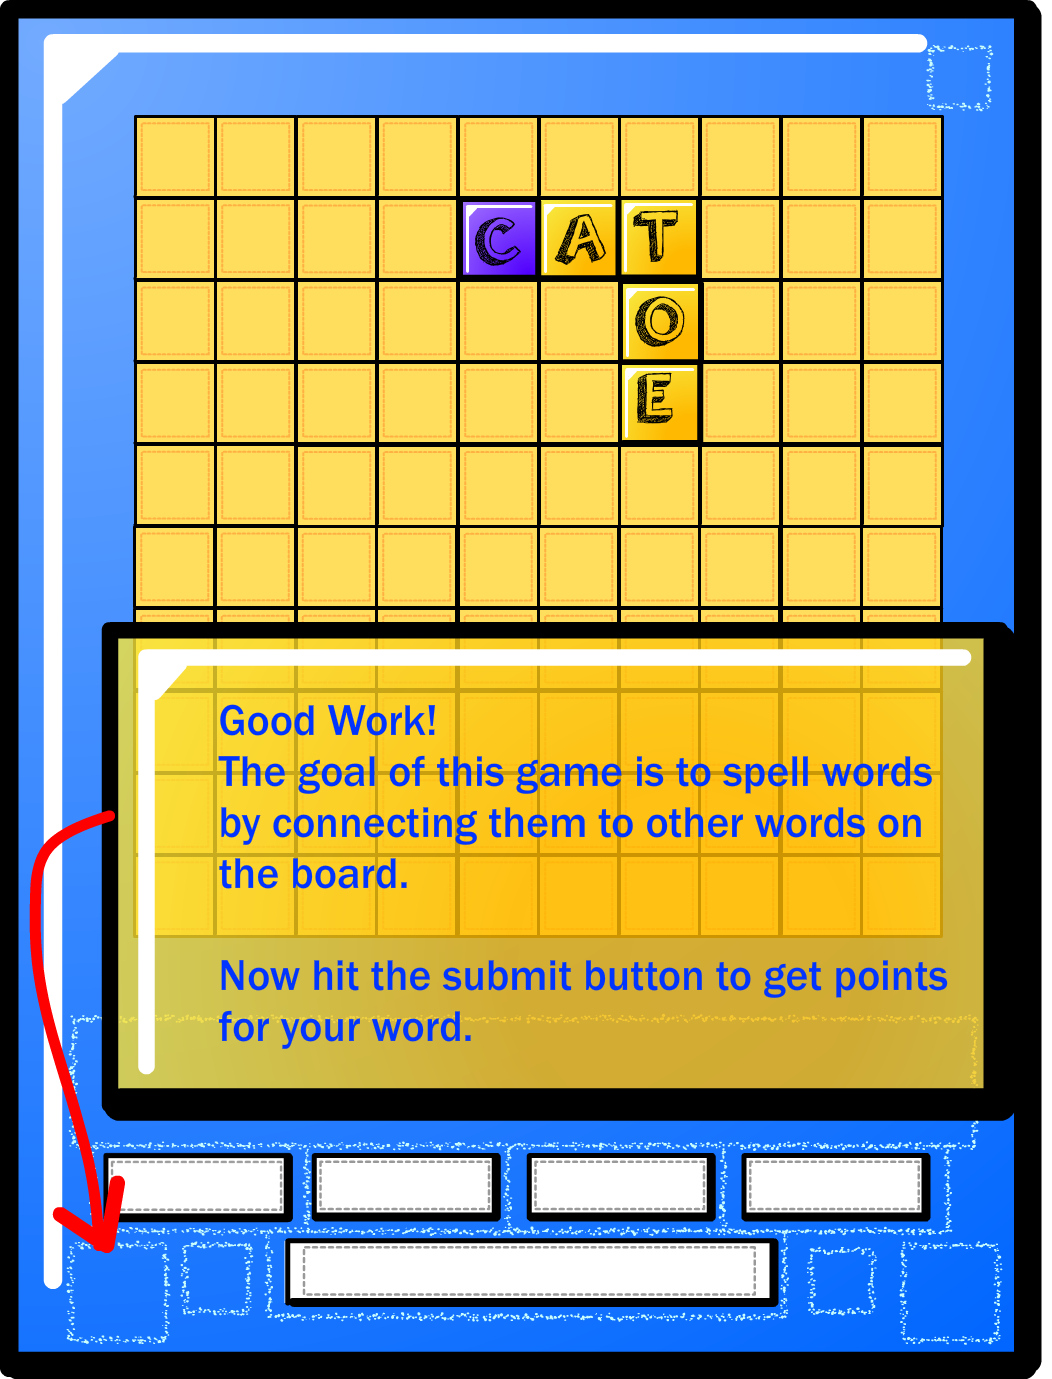 CAT
O
E
Good Work!
The goal of this game is to spell words
by connecting them to other words on
the board.
Now hit the submit button to get points
for your word.